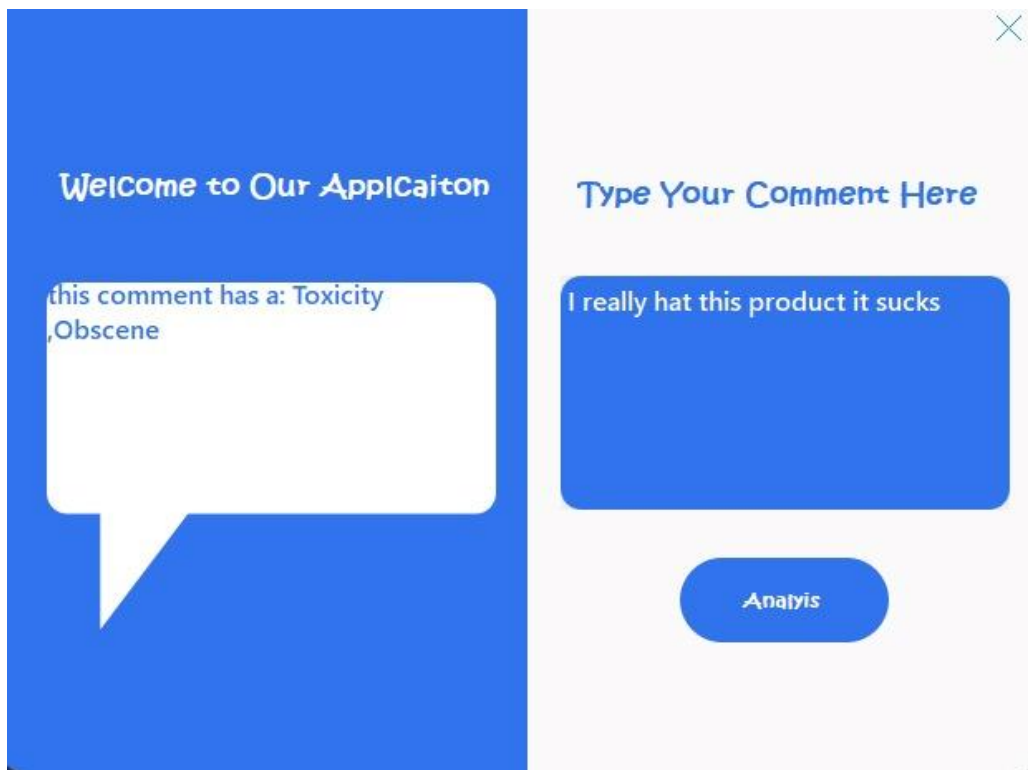 Welcome to Our Applcaiton
this comment has a: Toxicity
,Obscene
Type Your Comment Here
I really hat this product it sucks
Analyis